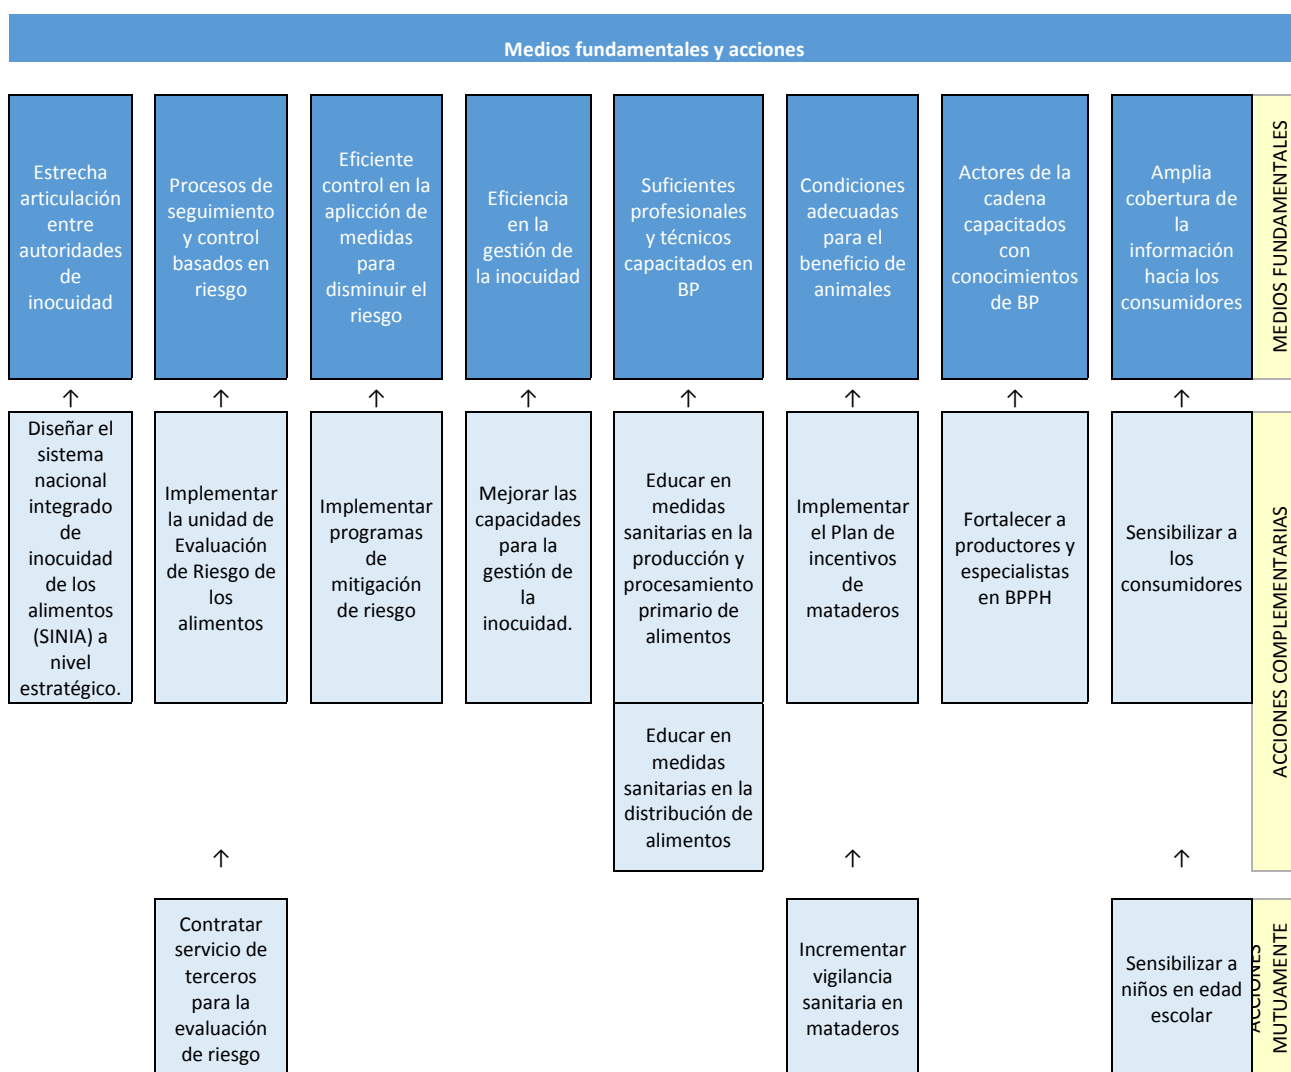 Medios fundamentales y acciones
Estrecha
articulación
entre
autoridades
de
inocuidad
Procesos de
seguimiento
y control
basados en
riesgo
Eficiente
control en la
aplicción de
medidas
para
disminuir el
riesgo
Eficiencia
en la
gestión de
la inocuidad
Suficientes
profesionales
y técnicos
capacitados en
BP
Condiciones
adecuadas
para el
beneficio de
animales
Actores de la
cadena
capacitados
con
conocimientos
de BP
Amplia
cobertura de
la
información
hacia los
consumidores
MEDIOS FUNDAMENTALES
↑ ↑ ↑ ↑ ↑ ↑ ↑ ↑
Diseñar el
sistema
nacional
integrado
de
inocuidad
de los
alimentos
(SINIA) a
nivel
estratégico.
Implementar
la unidad de
Evaluación
de Riesgo de
los
alimentos
Implementar
programas
de
mitigación
de riesgo
Mejorar las
capacidades
para la
gestión de
la
inocuidad.
Educar en
medidas
sanitarias en la
producción y
procesamiento
primario de
alimentos
Implementar
el Plan de
incentivos
de
mataderos
Fortalecer a
productores y
especialistas
en BPPH
Sensibilizar a
los
consumidores
ACCIONES COMPLEMENTARIAS
Educar en
medidas
sanitarias en la
distribución de
alimentos
↑ ↑ ↑
Contratar
servicio de
terceros
para la
evaluación
de riesgo
Incrementar
vigilancia
sanitaria en
mataderos
Sensibilizar a
niños en edad
escolar
ACCIONES
MUTUAMENTE